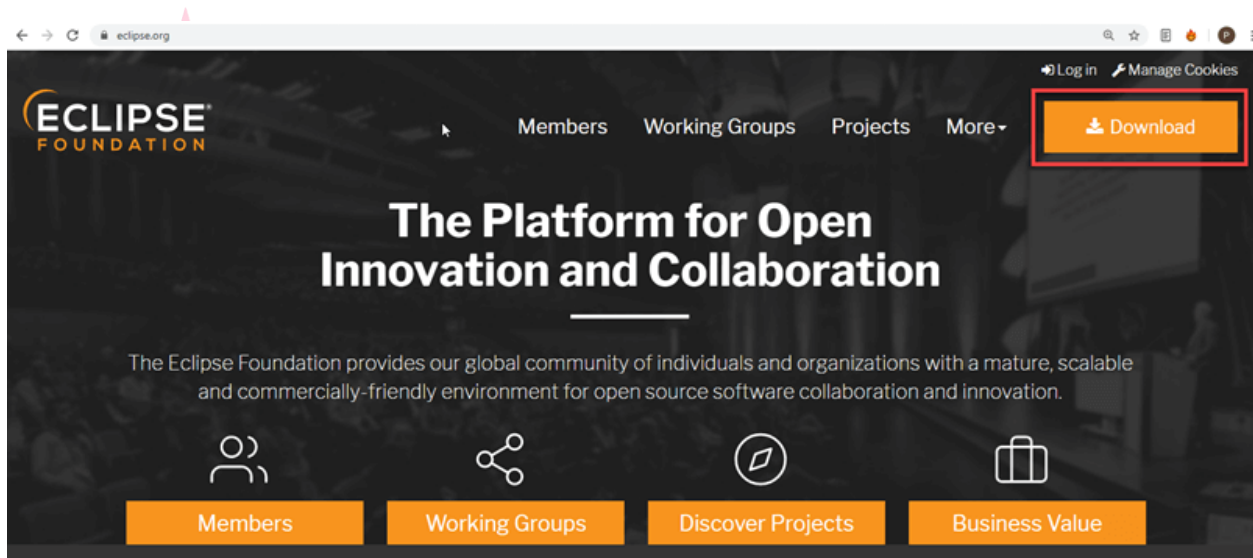 eclipse.org
P
Log in Manage Cookies
ECLIPSE
FOUNDATION
Members Working Groups Projects More
Download
The Platform for Open
Innovation and Collaboration
The Eclipse Foundation provides our global community of individuals and organizations with a mature, scalable
and commercially-friendly environment for open source software collaboration and innovation.
Members Working Groups Discover Projects Business Value